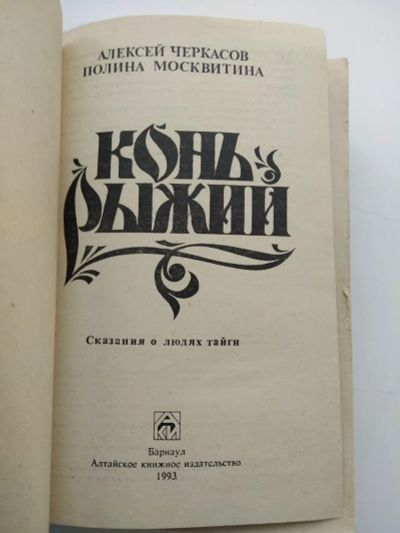 АЛЕКСЕЙ ЧЕРКАСОВ
ПОЛИНА МОСКВИТИНА
КОНЬ
РЫЖИЙ
Сказания о людях тайги
Барнаул
Алтайское книжное издательство
1993